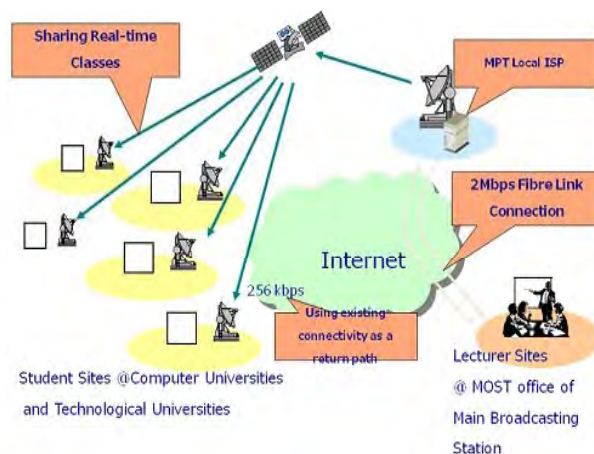 Sharing Real-time
Classes
MPT Local ISP
2Mbps Fibre Link
Connection
Internet
256 kbps
Using existing
connectivity as a
return path
Student Sites @Computer Universities
and Technological Universities
Lecturer Sites
@ MOST office of
Main Broadcasting
Station